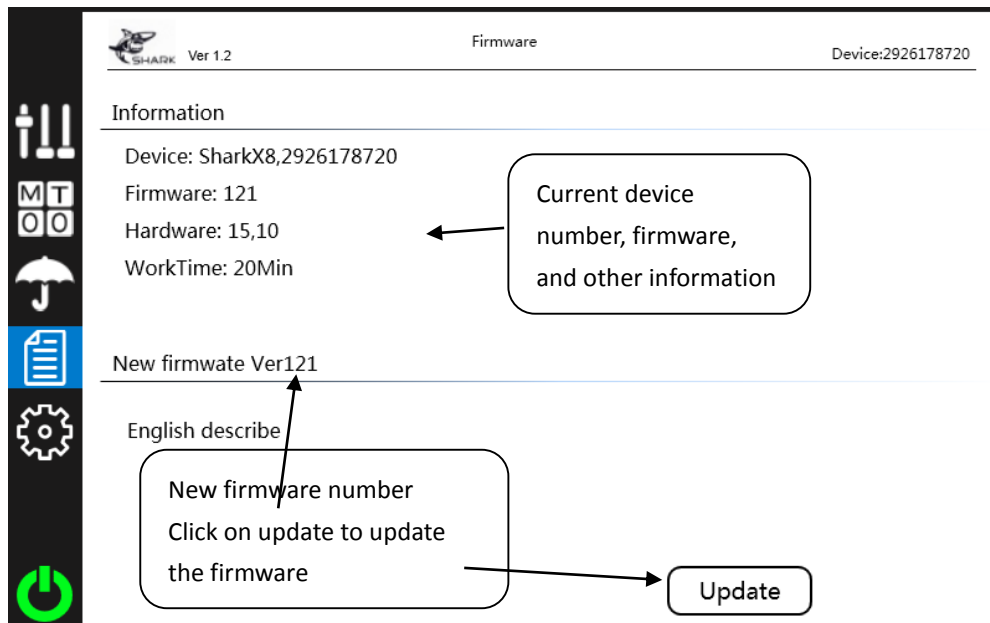 SHARK Ver 1.2
Firmware
Device:2926178720
Information
Device: SharkX8,2926178720
Firmware: 121
Hardware: 15,10
WorkTime: 20Min
Current device
number, firmware,
and other information
M T
O O
New firmwate Ver121
English describe
New firmware number
Click on update to update
the firmware
Update